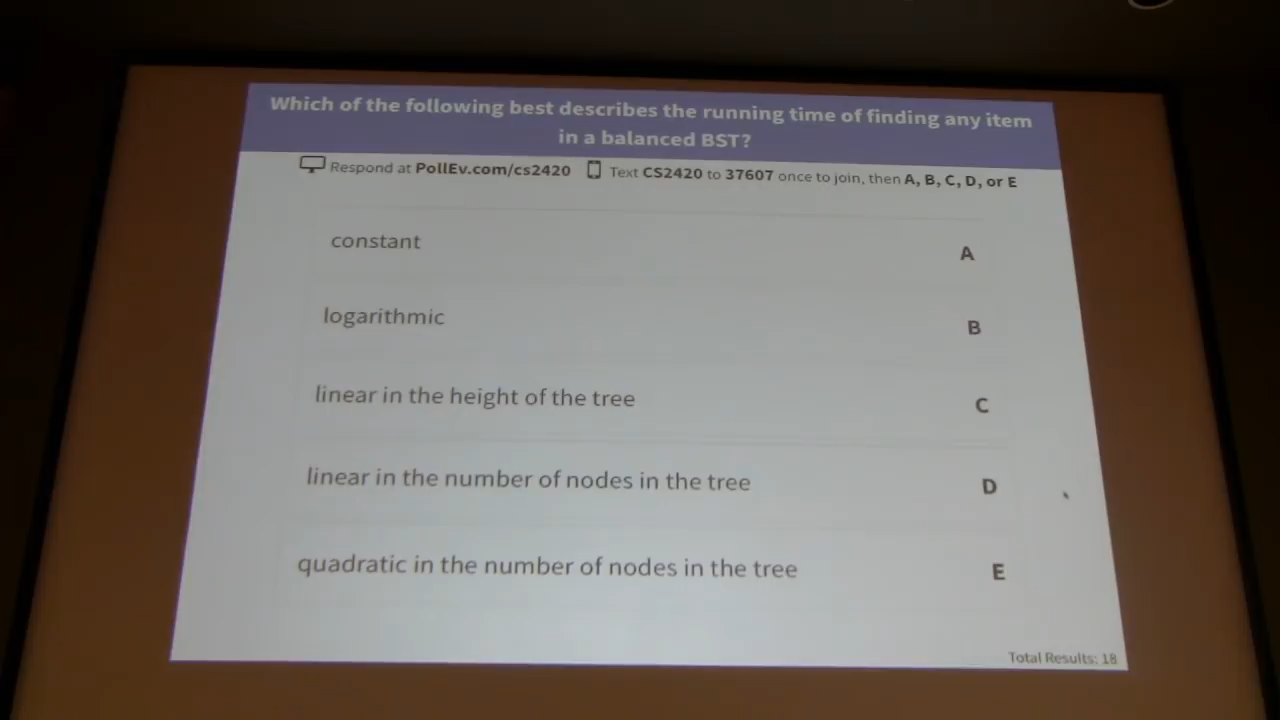 Which of the following best describes the running time of finding any item
in a balanced BST?
Respond at PollEv.com/cs2420 Text CS2420 to 37607 once to join, then A, B, C, D, or E
constant A
logarithmic B
linear in the height of the tree C
linear in the number of nodes in the tree D
quadratic in the number of nodes in the tree E
Total Results: 18